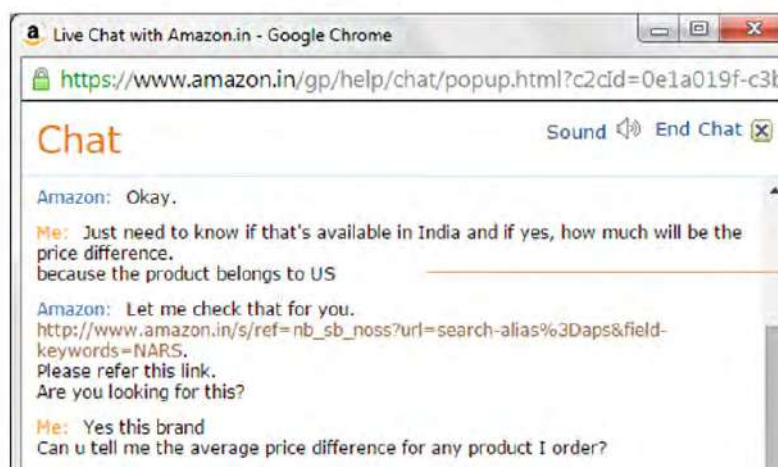 Live Chat with Amazon.in - Google Chrome
https://www.amazon.in/gp/help/chat/popup.html?c2cId=0e1a019f-c3b
Chat
Sound End Chat
Amazon: Okay.
Me: Just need to know if that's available in India and if yes, how much will be the
price difference.
because the product belongs to US
Amazon: Let me check that for you.
http://www.amazon.in/s/ref=nb_sb_noss?url=search-alias%3Daps&field-
keywords=NARS.
Please refer this link.
Are you looking for this?
Me: Yes this brand
Can u tell me the average price difference for any product I order?